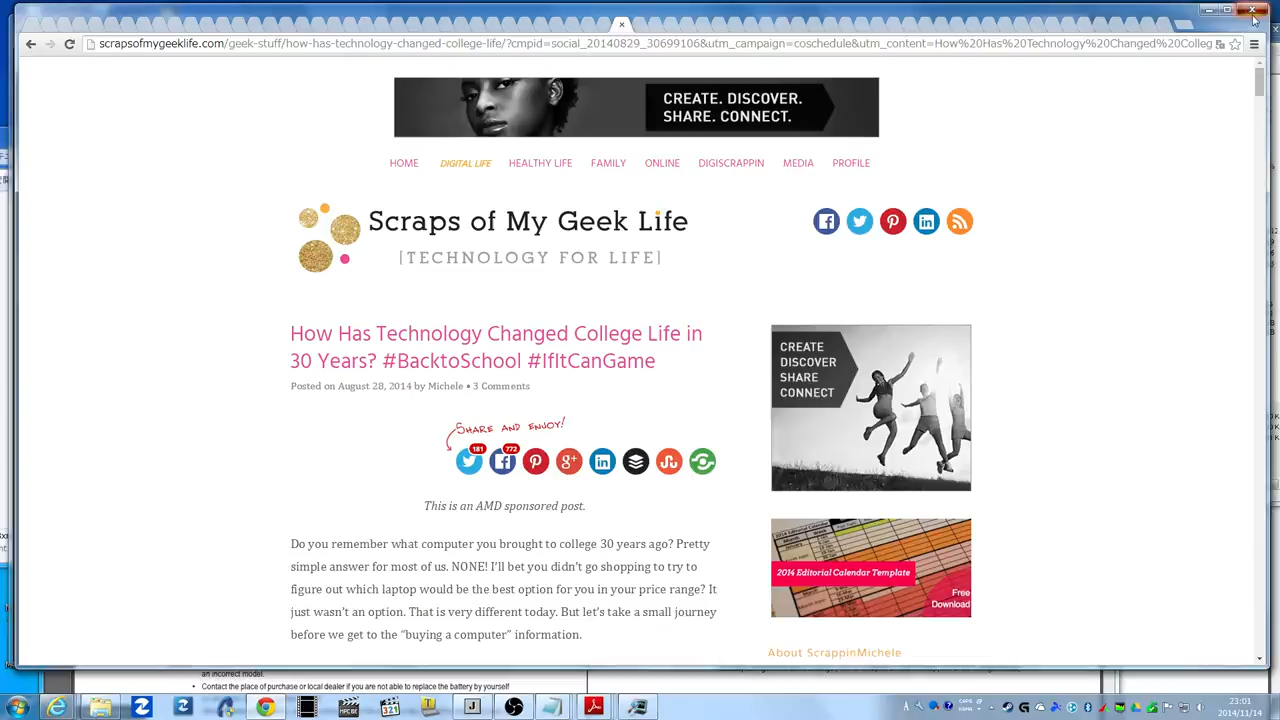 scrapsofmygeeklife.com/geek-stuff/how-has-technology-changed-college-life/?cmpid=social_20140829_30699106&utm_campaign=coschedule&utm_content=How%20Has%20Technology%20Changed%20Colleg
CREATE. DISCOVER.
SHARE. CONNECT.
HOME DIGITAL LIFE HEALTHY LIFE FAMILY ONLINE DIGISCRAPPIN MEDIA PROFILE
Scraps of My Geek Life
[TECHNOLOGY FOR LIFE]
How Has Technology Changed College Life in
30 Years? #BacktoSchool #IfItCanGame
Posted on August 28, 2014 by Michele • 3 Comments
SHARE AND ENJOY!
181 772
This is an AMD sponsored post.
Do you remember what computer you brought to college 30 years ago? Pretty
simple answer for most of us. NONE! I'll bet you didn't go shopping to try to
figure out which laptop would be the best option for you in your price range? It
just wasn't an option. That is very different today. But let's take a small journey
before we get to the “buying a computer” information.
CREATE
DISCOVER
SHARE
CONNECT
2014 Editorial Calendar Template
Free
Download
About ScrappinMichele
an incorrect model.
• Contact the place of purchase or local dealer if you are not able to replace the battery by yourself
23:01
2014/11/14